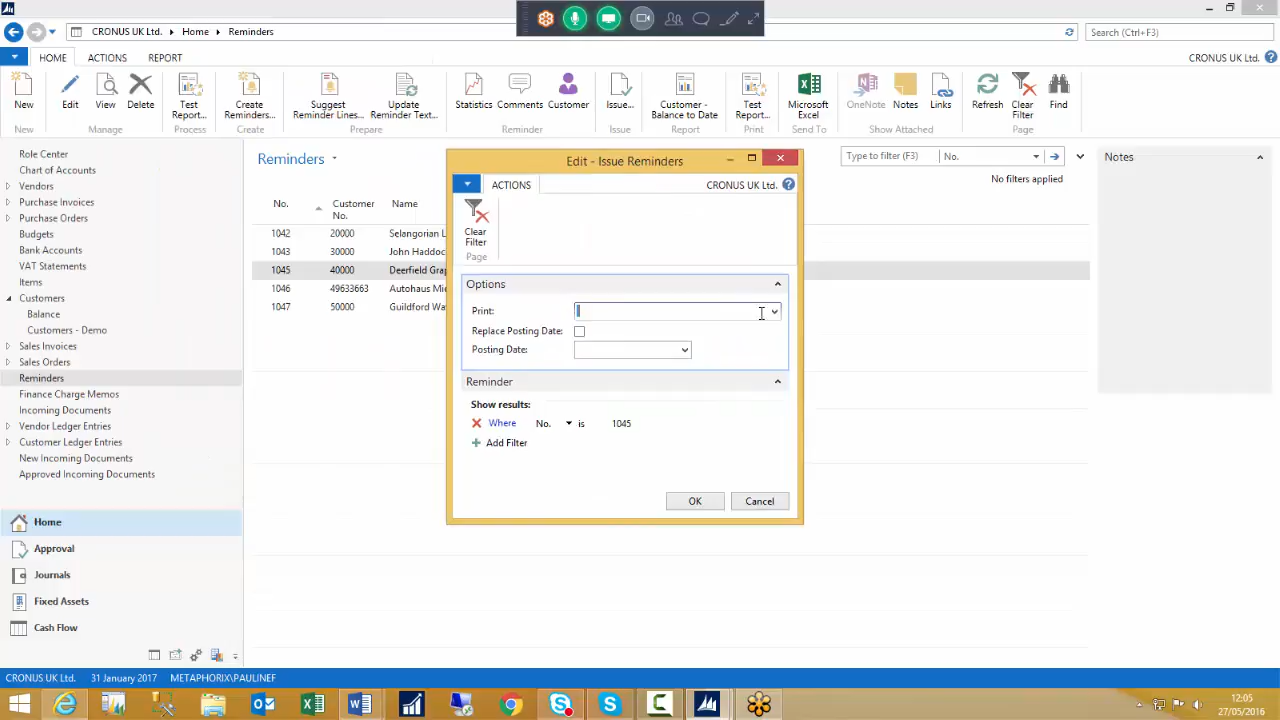 CRONUS UK Ltd. Home Reminders
Search (Ctrl+F3)
HOME ACTIONS REPORT
CRONUS UK Ltd.
New Edit View Delete Test Report... Create Reminders... Suggest Reminder Lines... Update Reminder Text... Statistics Comments Customer Issue... Customer - Balance to Date Test Report... Microsoft Excel OneNote Notes Links Refresh Clear Filter Find
New Manage Process Create Prepare Reminder Issue Report Print Send To Show Attached Page
Role Center
Chart of Accounts
Vendors
Purchase Invoices
Purchase Orders
Budgets
Bank Accounts
VAT Statements
Items
Customers
Balance
Customers - Demo
Sales Invoices
Sales Orders
Reminders
Finance Charge Memos
Incoming Documents
Vendor Ledger Entries
Customer Ledger Entries
New Incoming Documents
Approved Incoming Documents
Home
Approval
Journals
Fixed Assets
Cash Flow
Reminders
Type to filter (F3) No.
No filters applied
No. Customer No. Name
1042 20000 Selangorian L
1043 30000 John Haddoc
1045 40000 Deerfield Grap
1046 49633663 Autohaus Mie
1047 50000 Guildford Wa
Edit - Issue Reminders
ACTIONS
CRONUS UK Ltd.
Clear Filter
Page
Options
Print:
Replace Posting Date:
Posting Date:
Reminder
Show results:
Where No. is 1045
Add Filter
OK Cancel
Notes
CRONUS UK Ltd. 31 January 2017 METAPHORIX\PAULINEF
12:05
27/05/2016